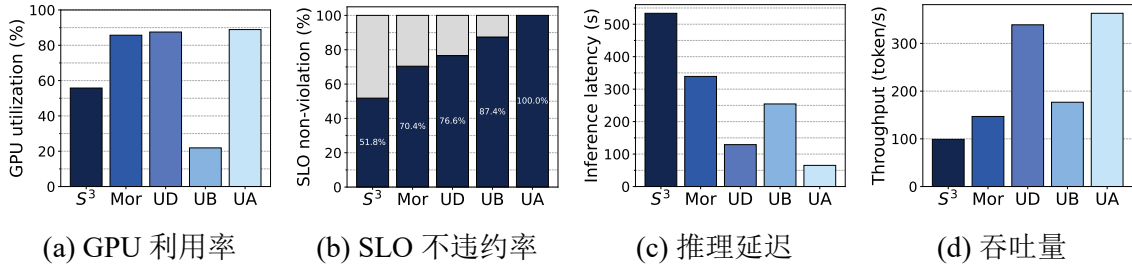 GPU utilization (%)
100
80
60
40
20
0
S³ Mor UD UB UA
(a) GPU 利用率
SLO non-violation (%)
100
80
60
40
20
0
51.8%
70.4%
76.6%
87.4%
100.0%
S³ Mor UD UB UA
(b) SLO 不违约率
Inference latency (s)
500
400
300
200
100
0
S³ Mor UD UB UA
(c) 推理延迟
Throughput (token/s)
300
200
100
0
S³ Mor UD UB UA
(d) 吞吐量